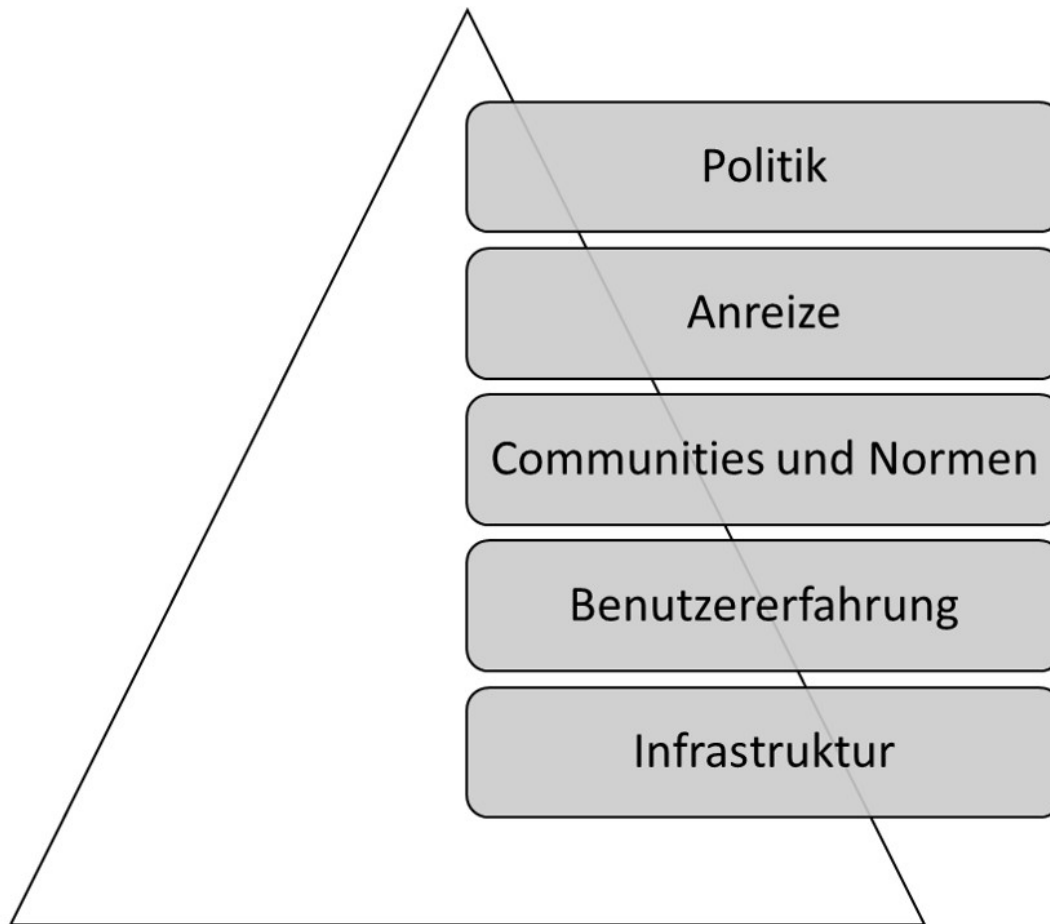 Politik
Anreize
Communities und Normen
Benutzererfahrung
Infrastruktur